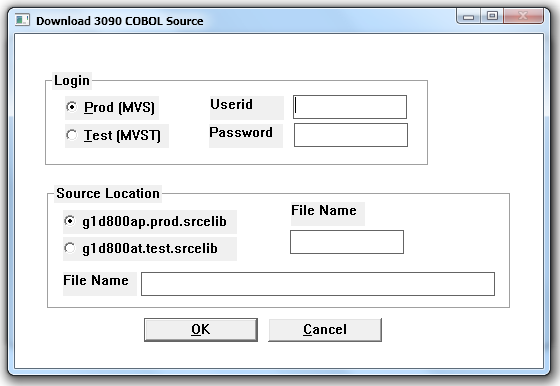 Download 3090 COBOL Source
Login
Prod (MVS)
Userid
Test (MVST)
Password
Source Location
File Name
g1d800ap.prod.srcelib
g1d800at.test.srcelib
File Name
OK
Cancel